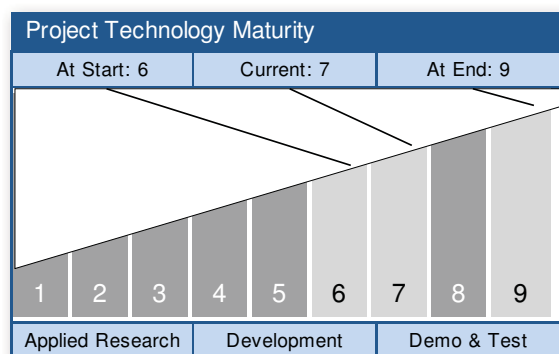 Project Technology Maturity
At Start: 6 Current: 7 At End: 9
1 2 3 4 5 6 7 8 9
Applied Research Development Demo & Test